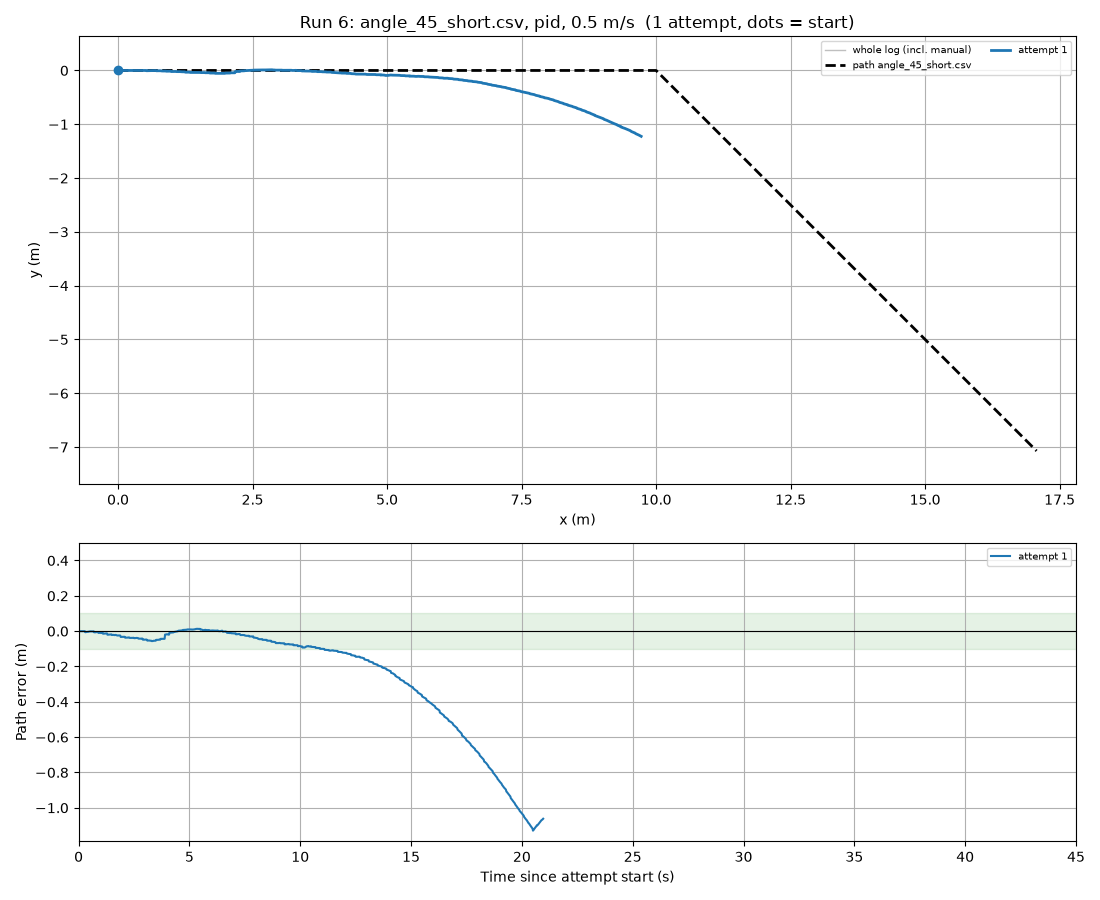 Run 6: angle_45_short.csv, pid, 0.5 m/s  (1 attempt, dots = start)
whole log (incl. manual)
path angle_45_short.csv
attempt 1
0
−1
−2
−3
−4
−5
−6
−7
y (m)
0.0 2.5 5.0 7.5 10.0 12.5 15.0 17.5
x (m)
attempt 1
0.4
0.2
0.0
−0.2
−0.4
−0.6
−0.8
−1.0
Path error (m)
0 5 10 15 20 25 30 35 40 45
Time since attempt start (s)